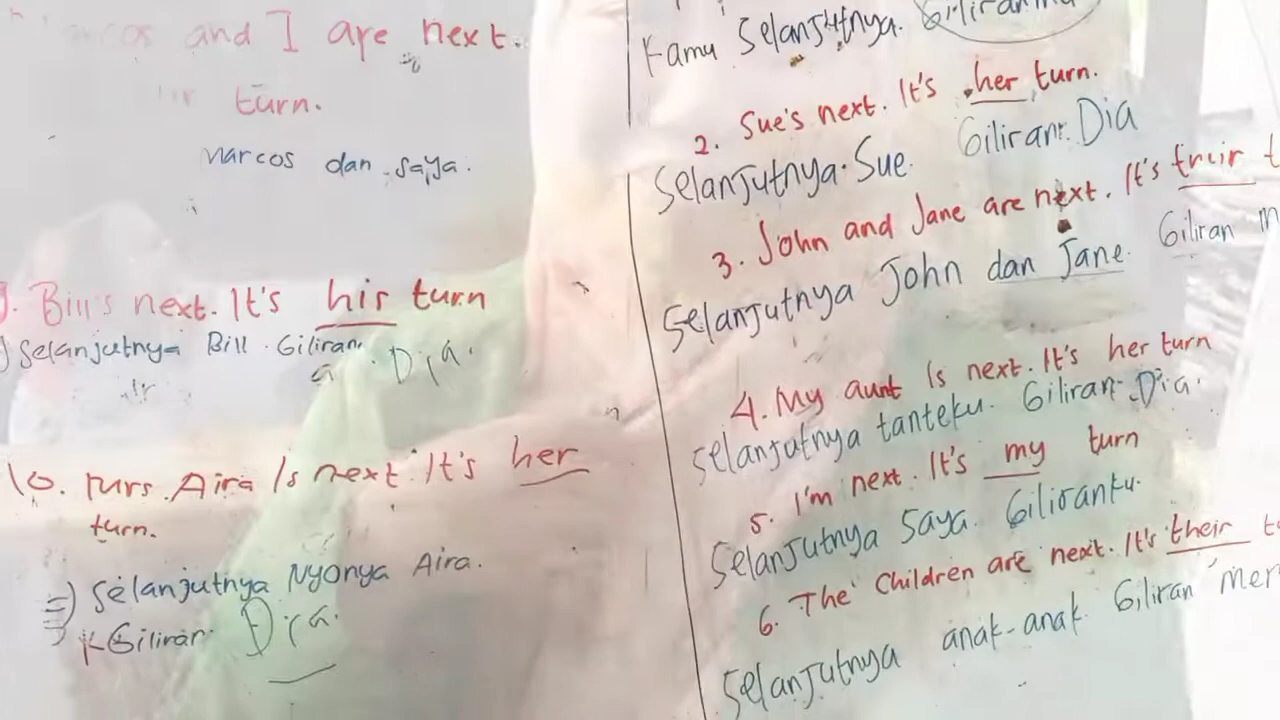 and I are next.
turn.
Marcos dan saya.
Bill's next. It's his turn
Selanjutnya Bill. Giliran Dia.
10. Mrs. Aira Is next. It's her
turn.
Selanjutnya Nyonya Aira.
Giliran Dia.
Kamu Selanjutnya. Giliranmu
2. Sue's next. It's her turn.
Selanjutnya Sue. Giliran Dia
3. John and Jane are next. It's their t
Selanjutnya John dan Jane. Giliran m
4. My aunt Is next. It's her turn
Selanjutnya tanteku. Giliran Dia.
5. I'm next. It's my turn
Selanjutnya Saya. Giliranku.
6. The Children are next. It's their t
Selanjutnya anak-anak. Giliran mer